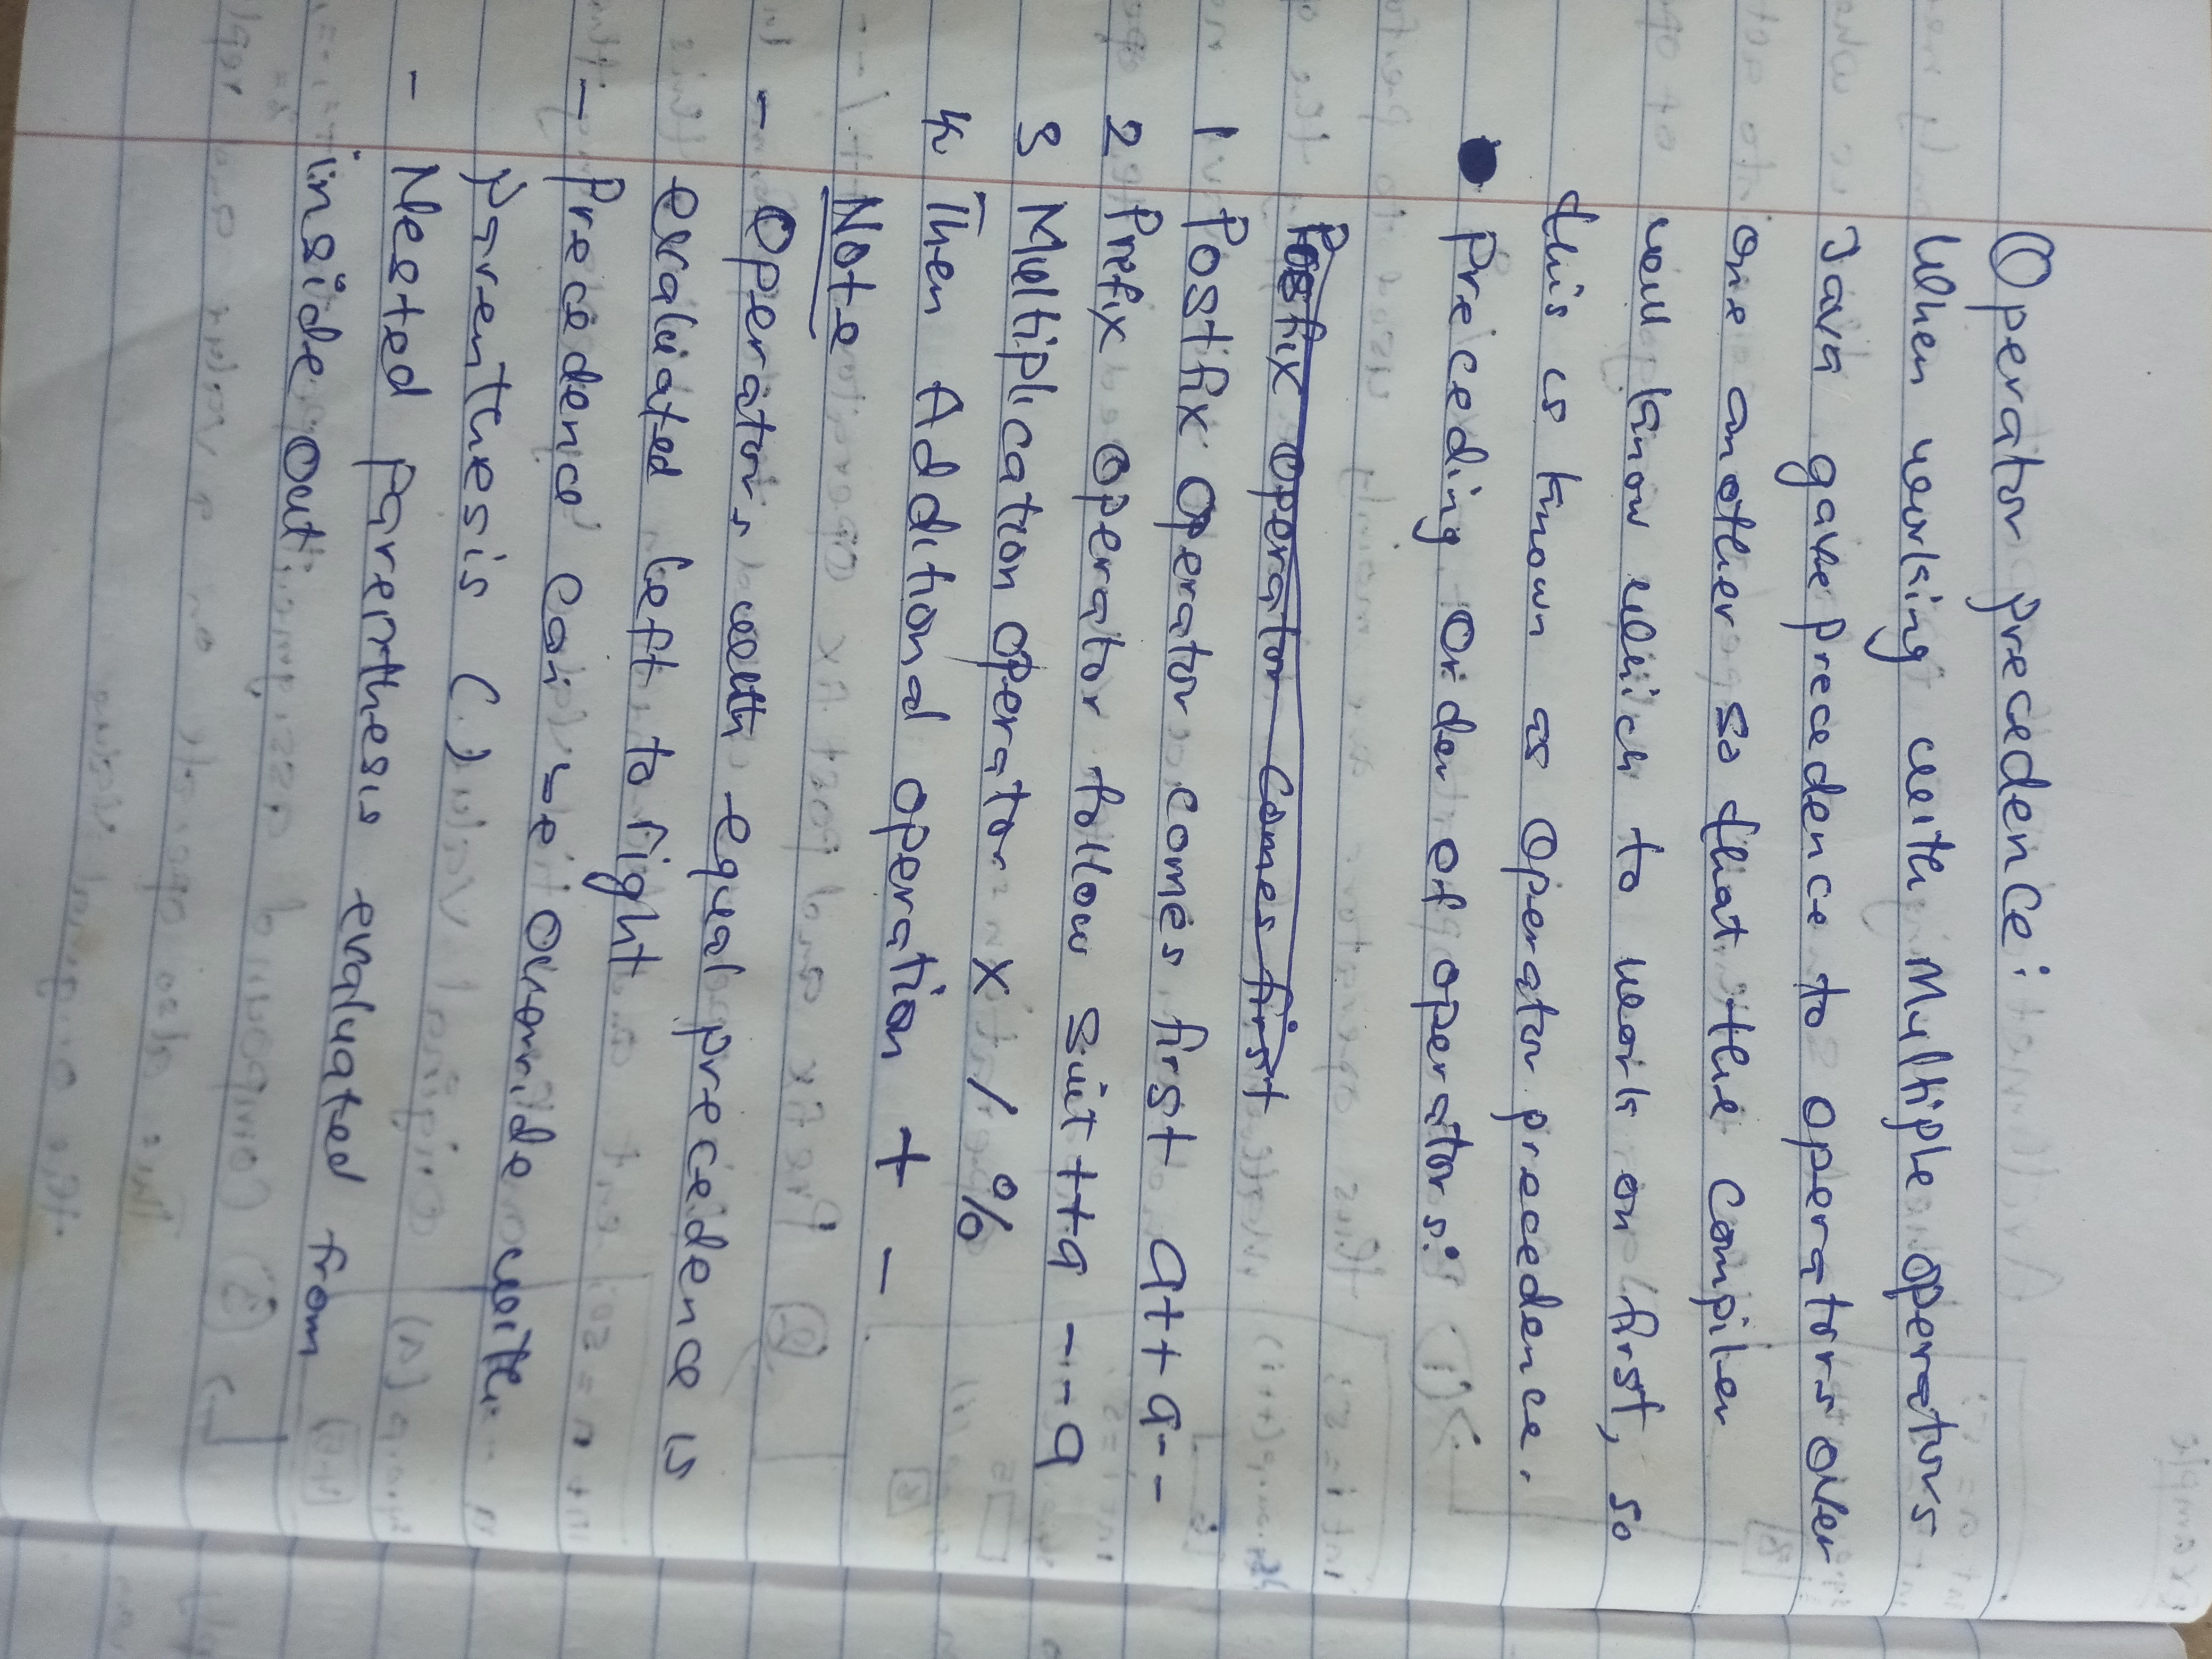 Operator precedence:
When working with Multiple operators
Java gave precedence to operators over
one another so that the compiler
will know which to work on first, so
this is known as operator precedence.
● Preceding Order of operators:
Postfix operator comes first
1 Postfix operator comes first a++ a--
2 Prefix operator follow suit ++a --a
3 Multiplication operator x / %
4 Then Additional operation + -
Note
- Operators with equal precedence is
evaluated left to right
- Precedence can be override with
parenthesis ( )
- Nested parenthesis evaluated from
inside out